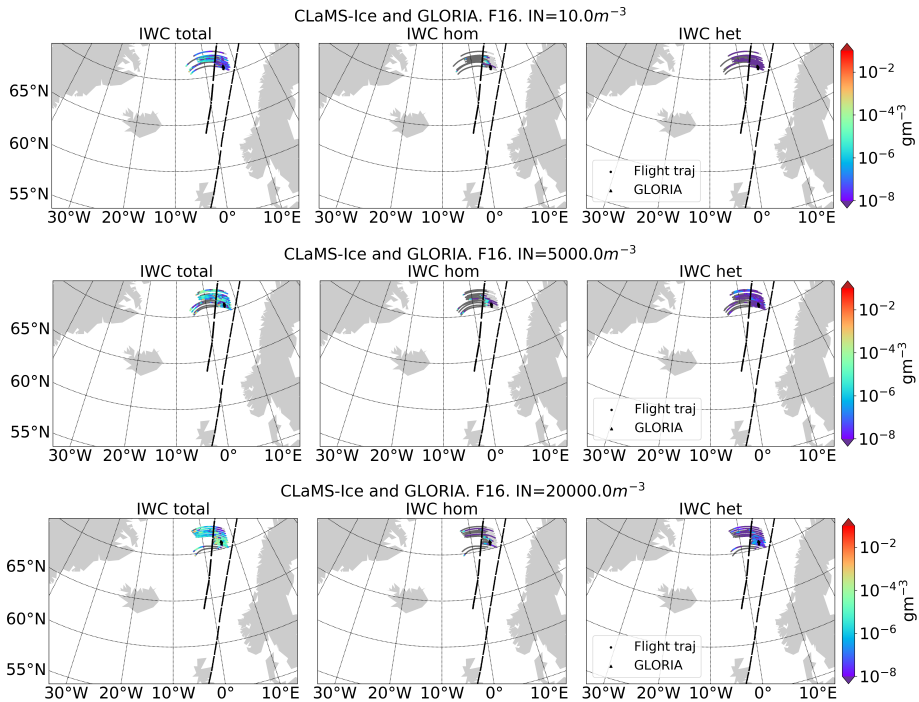 CLaMS-Ice and GLORIA. F16. IN=10.0m⁻³
IWC total IWC hom IWC het
65°N
60°N
55°N
30°W 20°W 10°W 0° 10°E 30°W 20°W 10°W 0° 10°E 30°W 20°W 10°W 0° 10°E
Flight traj
GLORIA
10⁻²
10⁻⁴
10⁻⁶
10⁻⁸
gm⁻³
CLaMS-Ice and GLORIA. F16. IN=5000.0m⁻³
IWC total IWC hom IWC het
65°N
60°N
55°N
30°W 20°W 10°W 0° 10°E 30°W 20°W 10°W 0° 10°E 30°W 20°W 10°W 0° 10°E
Flight traj
GLORIA
10⁻²
10⁻⁴
10⁻⁶
10⁻⁸
gm⁻³
CLaMS-Ice and GLORIA. F16. IN=20000.0m⁻³
IWC total IWC hom IWC het
65°N
60°N
55°N
30°W 20°W 10°W 0° 10°E 30°W 20°W 10°W 0° 10°E 30°W 20°W 10°W 0° 10°E
Flight traj
GLORIA
10⁻²
10⁻⁴
10⁻⁶
10⁻⁸
gm⁻³